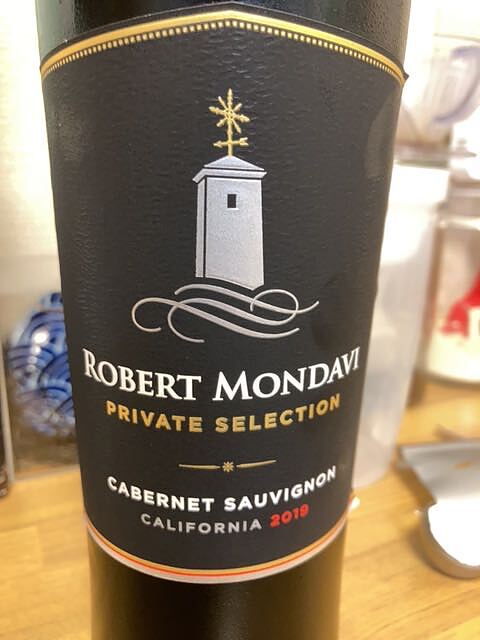 ROBERT MONDAVI
PRIVATE SELECTION
CABERNET SAUVIGNON
CALIFORNIA 2019